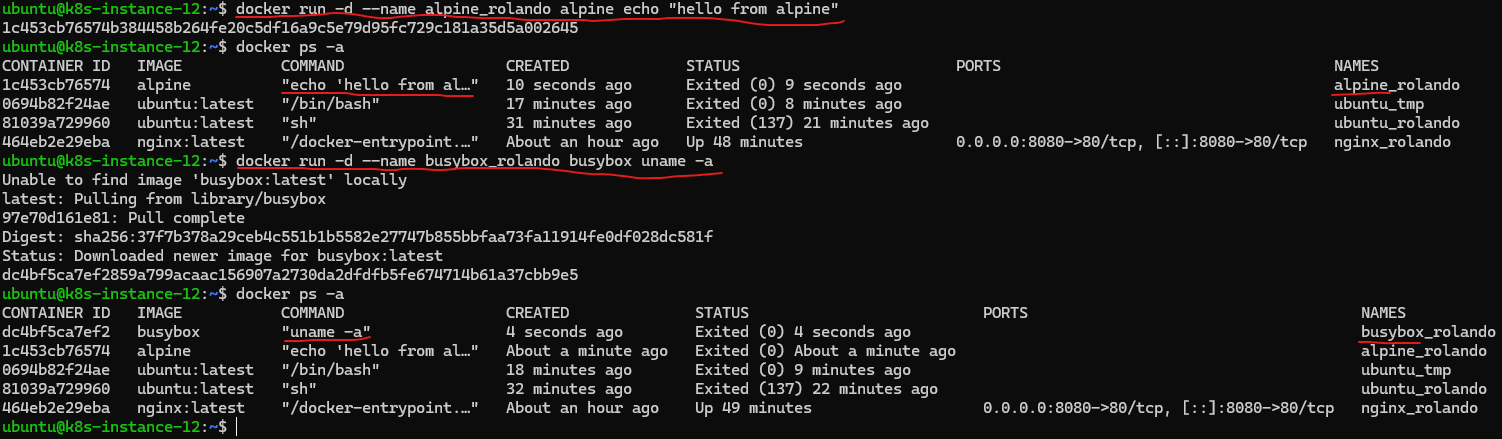 ubuntu@k8s-instance-12:~$ docker run -d --name alpine_rolando alpine echo "hello from alpine"
1c453cb76574b384458b264fe20c5df16a9c5e79d95fc729c181a35d5a002645
ubuntu@k8s-instance-12:~$ docker ps -a
CONTAINER ID   IMAGE           COMMAND                  CREATED             STATUS                        PORTS                                     NAMES
1c453cb76574   alpine          "echo 'hello from al…"   10 seconds ago      Exited (0) 9 seconds ago                                                alpine_rolando
0694b82f24ae   ubuntu:latest   "/bin/bash"              17 minutes ago      Exited (0) 8 minutes ago                                                ubuntu_tmp
81039a729960   ubuntu:latest   "sh"                     31 minutes ago      Exited (137) 21 minutes ago                                             ubuntu_rolando
464eb2e29eba   nginx:latest    "/docker-entrypoint.…"   About an hour ago   Up 48 minutes                 0.0.0.0:8080->80/tcp, [::]:8080->80/tcp   nginx_rolando
ubuntu@k8s-instance-12:~$ docker run -d --name busybox_rolando busybox uname -a
Unable to find image 'busybox:latest' locally
latest: Pulling from library/busybox
97e70d161e81: Pull complete
Digest: sha256:37f7b378a29ceb4c551b1b5582e27747b855bbfaa73fa11914fe0df028dc581f
Status: Downloaded newer image for busybox:latest
dc4bf5ca7ef2859a799acaac156907a2730da2dfdfb5fe674714b61a37cbb9e5
ubuntu@k8s-instance-12:~$ docker ps -a
CONTAINER ID   IMAGE           COMMAND                  CREATED              STATUS                          PORTS                                     NAMES
dc4bf5ca7ef2   busybox         "uname -a"               4 seconds ago        Exited (0) 4 seconds ago                                                  busybox_rolando
1c453cb76574   alpine          "echo 'hello from al…"   About a minute ago   Exited (0) About a minute ago                                             alpine_rolando
0694b82f24ae   ubuntu:latest   "/bin/bash"              18 minutes ago       Exited (0) 9 minutes ago                                                  ubuntu_tmp
81039a729960   ubuntu:latest   "sh"                     32 minutes ago       Exited (137) 22 minutes ago                                               ubuntu_rolando
464eb2e29eba   nginx:latest    "/docker-entrypoint.…"   About an hour ago    Up 49 minutes                   0.0.0.0:8080->80/tcp, [::]:8080->80/tcp   nginx_rolando
ubuntu@k8s-instance-12:~$